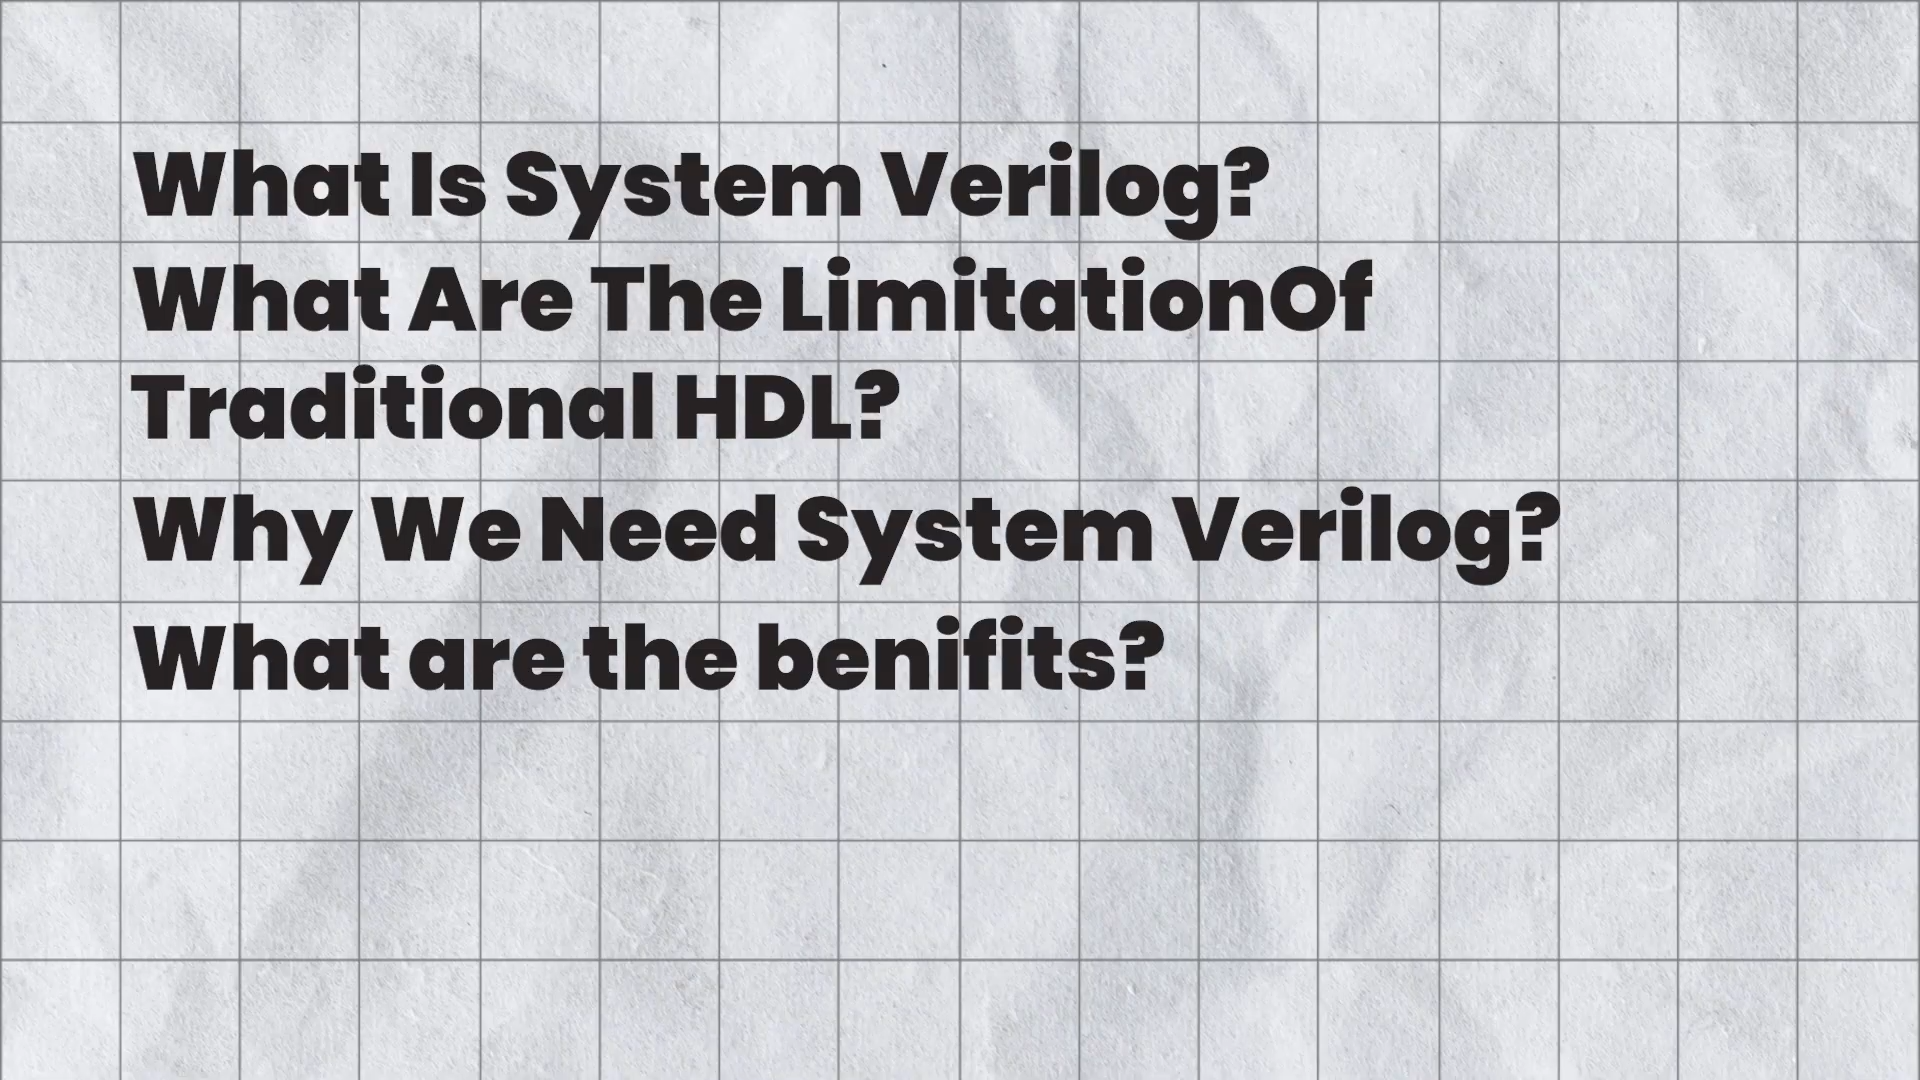 What Is System Verilog?
What Are The LimitationOf
Traditional HDL?
Why We Need System Verilog?
What are the benifits?